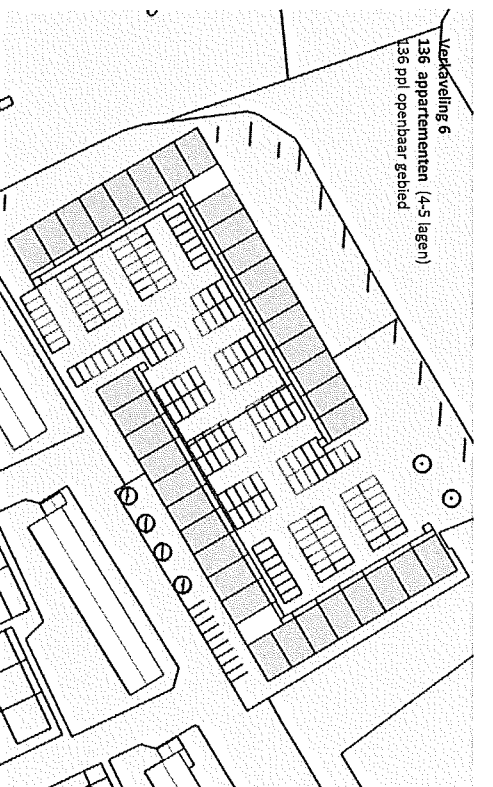 Verkaveling 6
136 appartementen (4-5 lagen)
136 ppl openbaar gebied